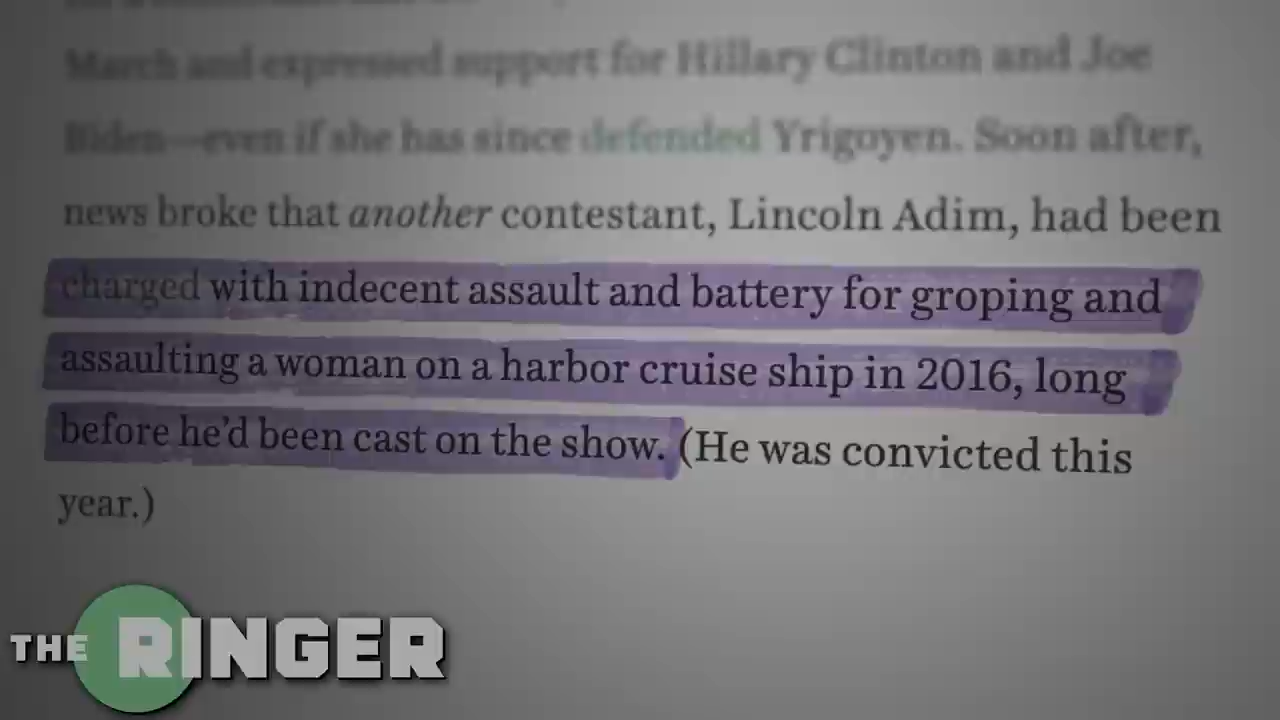 March and expressed support for Hillary Clinton and Joe
Biden—even if she has since defended Yrigoyen. Soon after,
news broke that another contestant, Lincoln Adim, had been
charged with indecent assault and battery for groping and
assaulting a woman on a harbor cruise ship in 2016, long
before he’d been cast on the show. (He was convicted this
year.)
THE RINGER